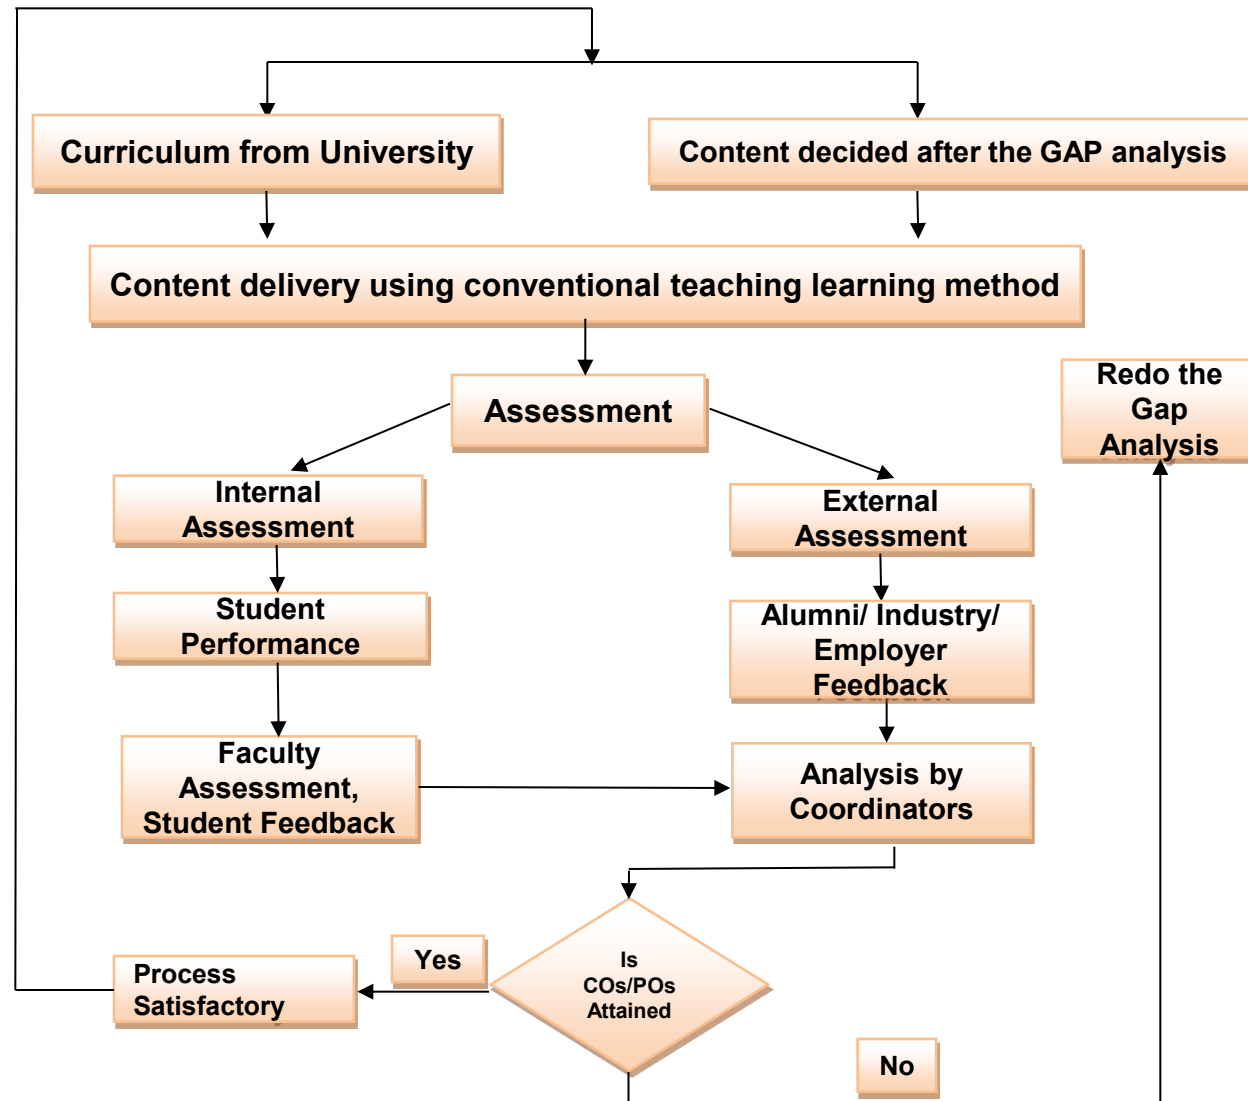 Curriculum from University
Content decided after the GAP analysis
Content delivery using conventional teaching learning method
Assessment
Redo the
Gap
Analysis
Internal
Assessment
External
Assessment
Student
Performance
Alumni/ Industry/
Employer
Feedback
Faculty
Assessment,
Student Feedback
Analysis by
Coordinators
Is
COs/POs
Attained
Yes
Process
Satisfactory
No